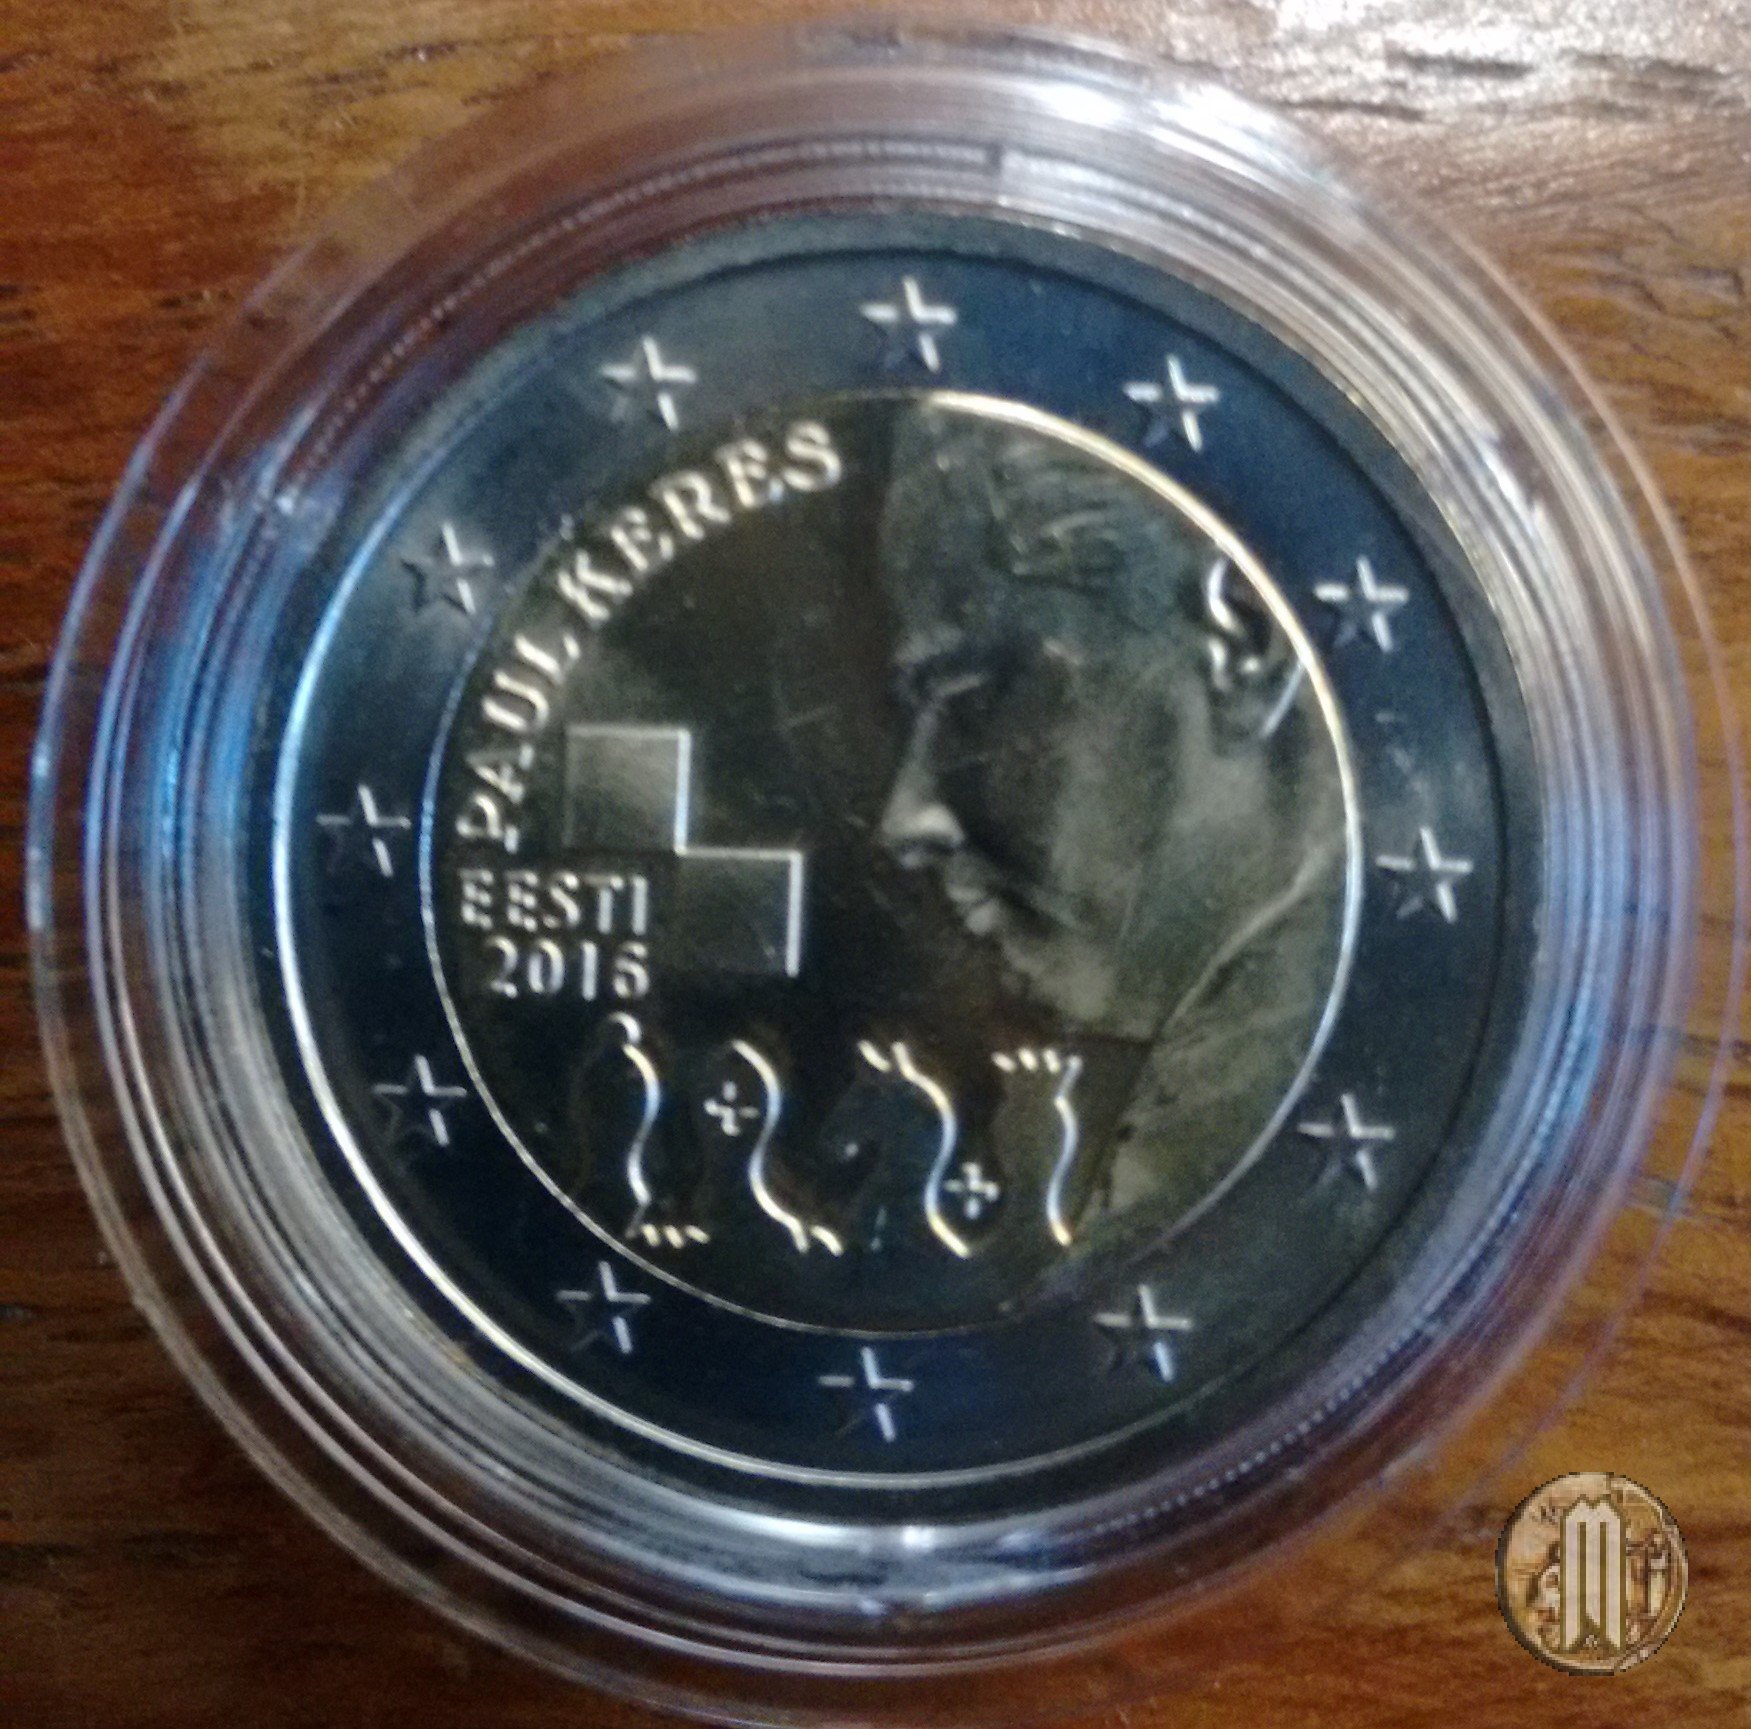 PAUL KERES
EESTI
2016
M